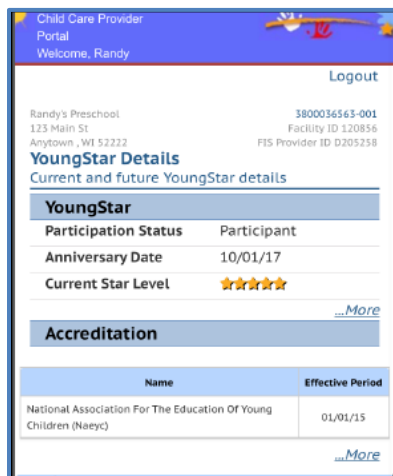 Child Care Provider
Portal
Welcome, Randy
Logout
Randy's Preschool
3800036563-001
123 Main St
Facility ID 120856
Anytown , WI 52222
FIS Provider ID D205258
YoungStar Details
Current and future YoungStar details
YoungStar
Participation Status Participant
Anniversary Date 10/01/17
Current Star Level
...More
Accreditation
Name Effective Period
National Association For The Education Of Young
Children (Naeyc)
01/01/15
...More